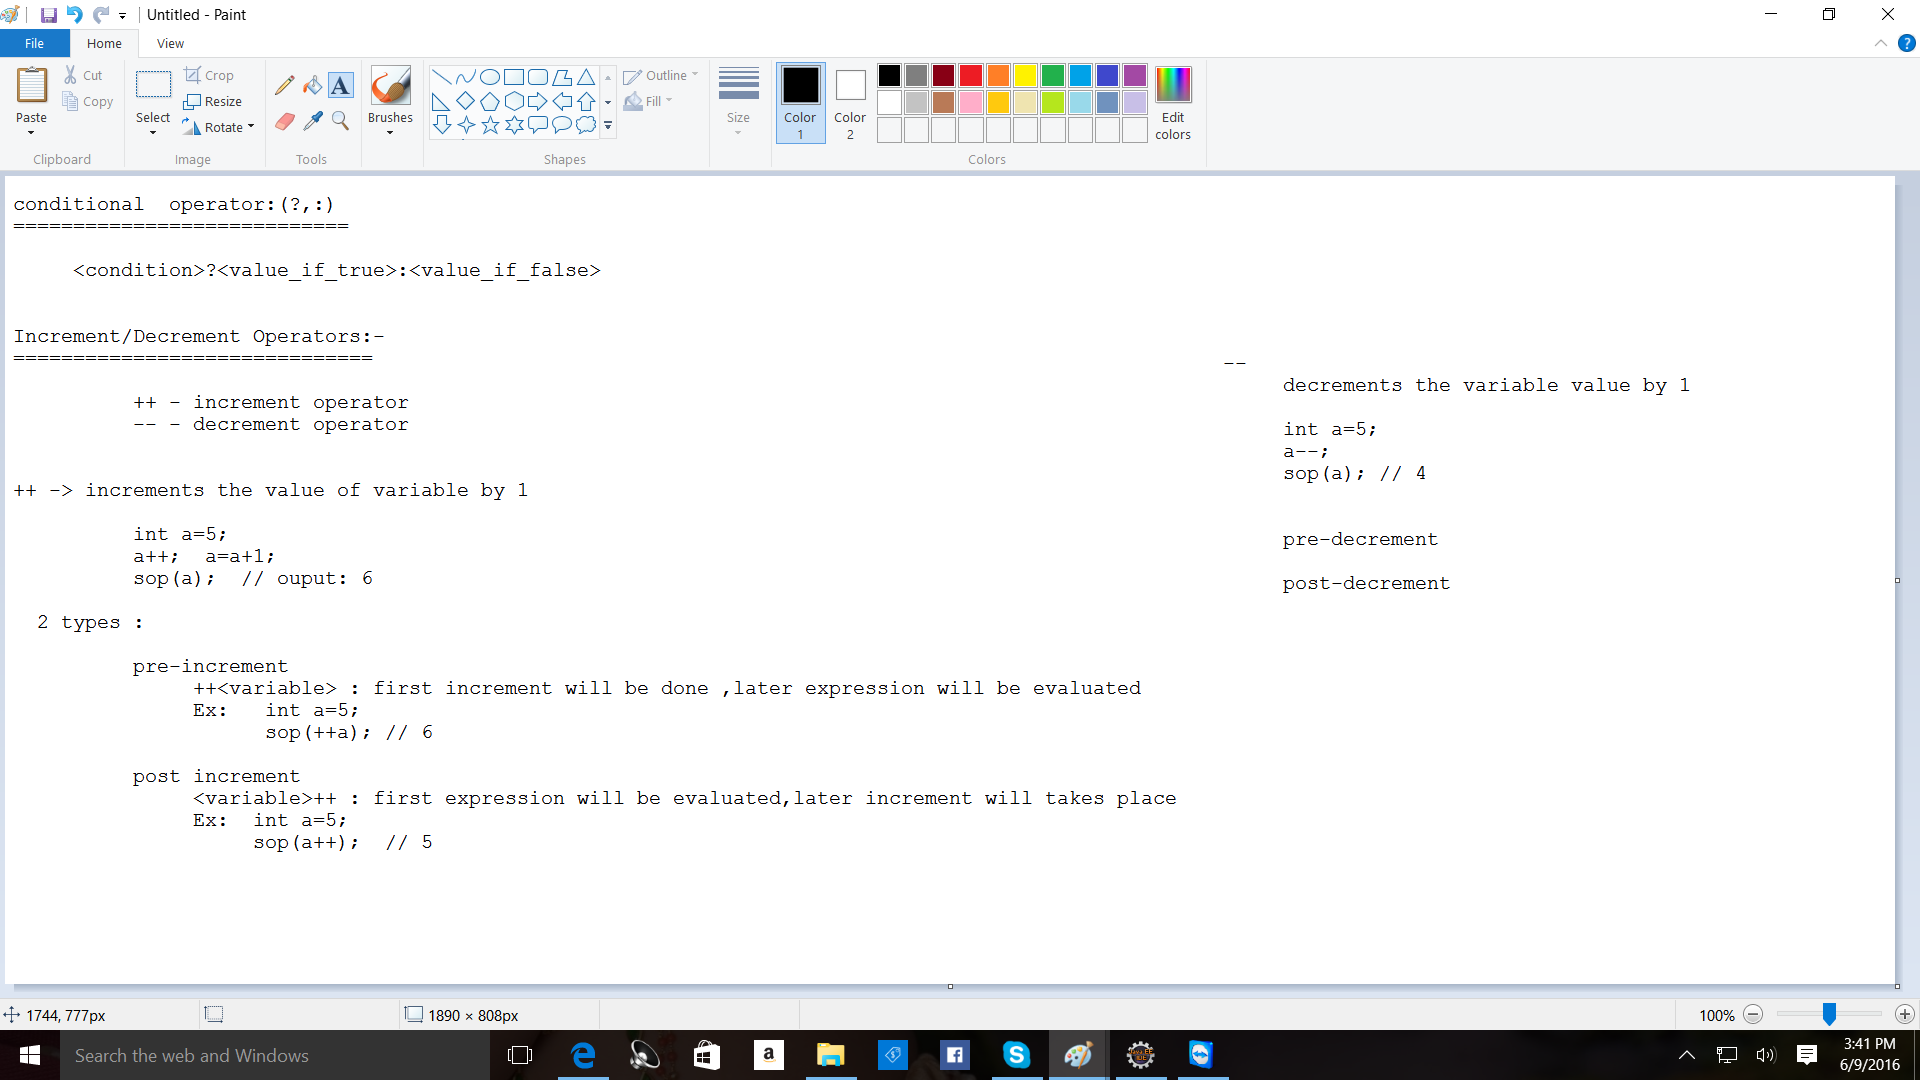 Untitled - Paint
File Home View
Paste
Cut
Copy
Clipboard
Select
Crop
Resize
Rotate
Image
Tools
Brushes
Outline
Fill
Shapes
Size
Color 1
Color 2
Edit colors
Colors
conditional  operator:(?,:)
============================
<condition>?<value_if_true>:<value_if_false>
Increment/Decrement Operators:-
==============================
++ - increment operator
-- - decrement operator
++ -> increments the value of variable by 1
int a=5;
a++;  a=a+1;
sop(a);  // ouput: 6
2 types :
pre-increment
++<variable> : first increment will be done ,later expression will be evaluated
Ex:   int a=5;
sop(++a); // 6
post increment
<variable>++ : first expression will be evaluated,later increment will takes place
Ex:  int a=5;
sop(a++);  // 5
--
decrements the variable value by 1
int a=5;
a--;
sop(a); // 4
pre-decrement
post-decrement
1744, 777px
1890 × 808px
100%
Search the web and Windows
3:41 PM
6/9/2016